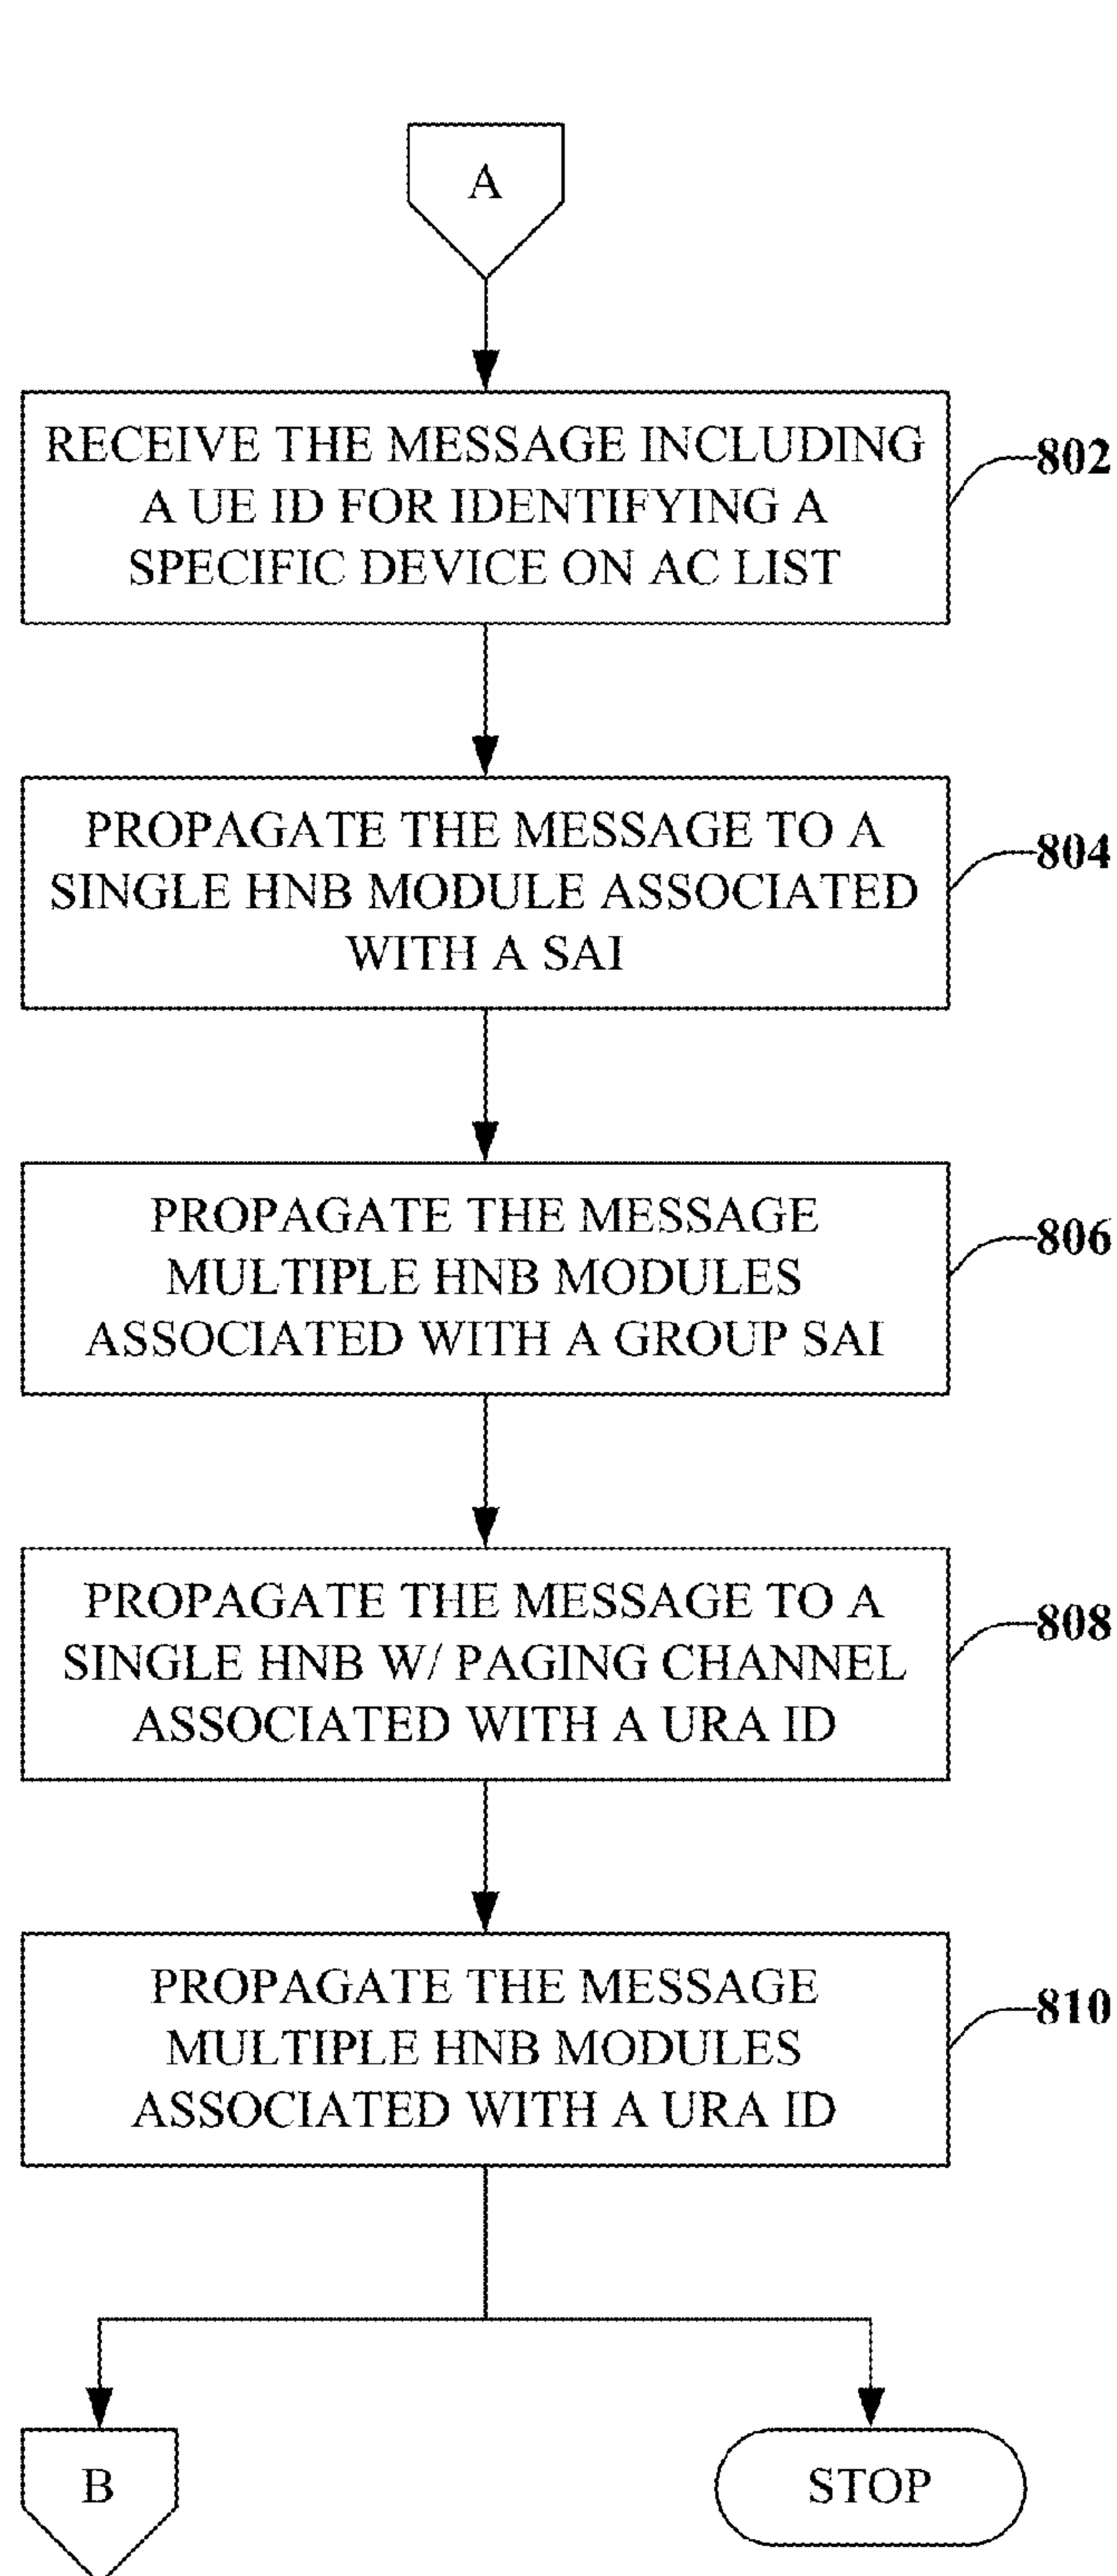 A
RECEIVE THE MESSAGE INCLUDING
A UE ID FOR IDENTIFYING A
SPECIFIC DEVICE ON AC LIST
802
PROPAGATE THE MESSAGE TO A
SINGLE HNB MODULE ASSOCIATED
WITH A SAI
804
PROPAGATE THE MESSAGE
MULTIPLE HNB MODULES
ASSOCIATED WITH A GROUP SAI
806
PROPAGATE THE MESSAGE TO A
SINGLE HNB W/ PAGING CHANNEL
ASSOCIATED WITH A URA ID
808
PROPAGATE THE MESSAGE
MULTIPLE HNB MODULES
ASSOCIATED WITH A URA ID
810
B
STOP